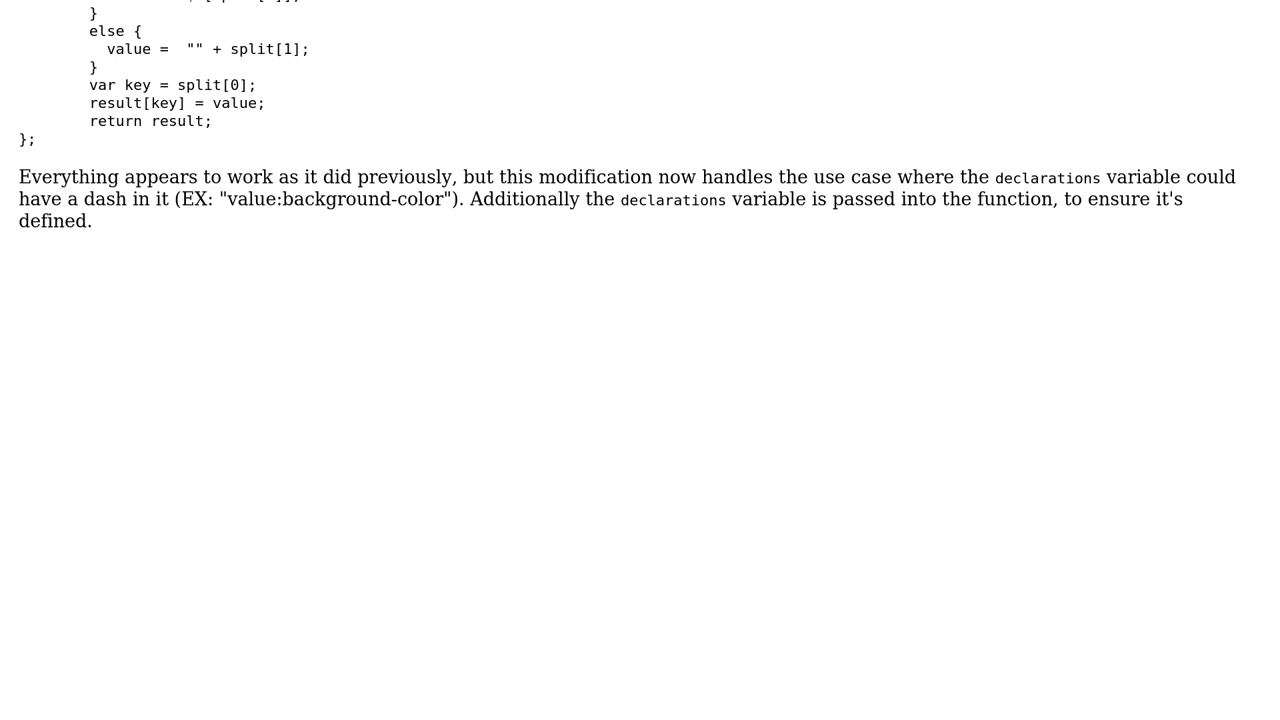 }
else {
value =  "" + split[1];
}
var key = split[0];
result[key] = value;
return result;
};
Everything appears to work as it did previously, but this modification now handles the use case where the declarations variable could
have a dash in it (EX: "value:background-color"). Additionally the declarations variable is passed into the function, to ensure it's
defined.